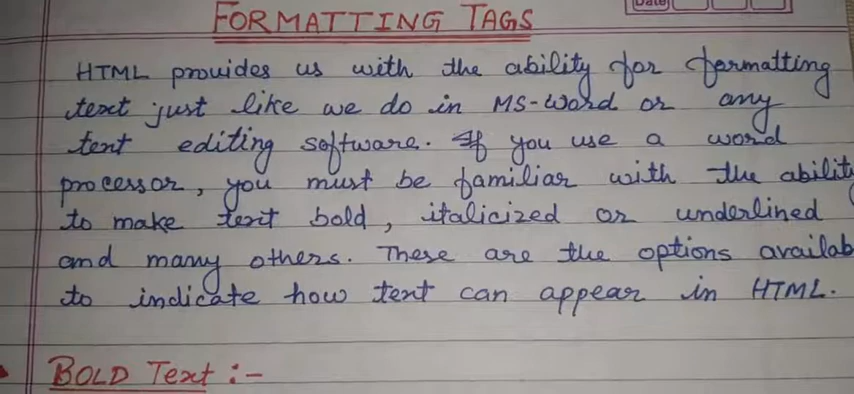 Date
FORMATTING TAGS
HTML provides us with the ability for formatting
text just like we do in MS-Word or any
text editing software. If you use a word
processor, you must be familiar with the abilit
to make text bold, italicized or underlined
and many others. These are the options availab
to indicate how text can appear in HTML.
BOLD Text :-